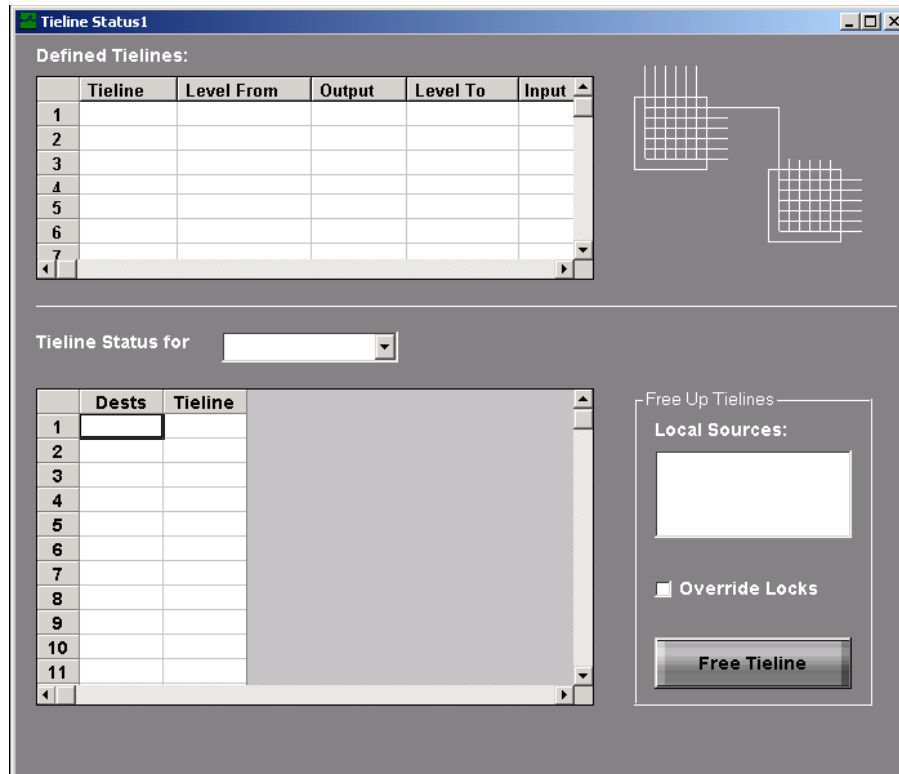 Tieline Status1
Defined Tielines:
Tieline Level From Output Level To Input
1
2
3
4
5
6
7
Tieline Status for
Dests Tieline
1
2
3
4
5
6
7
8
9
10
11
Free Up Tielines
Local Sources:
Override Locks
Free Tieline